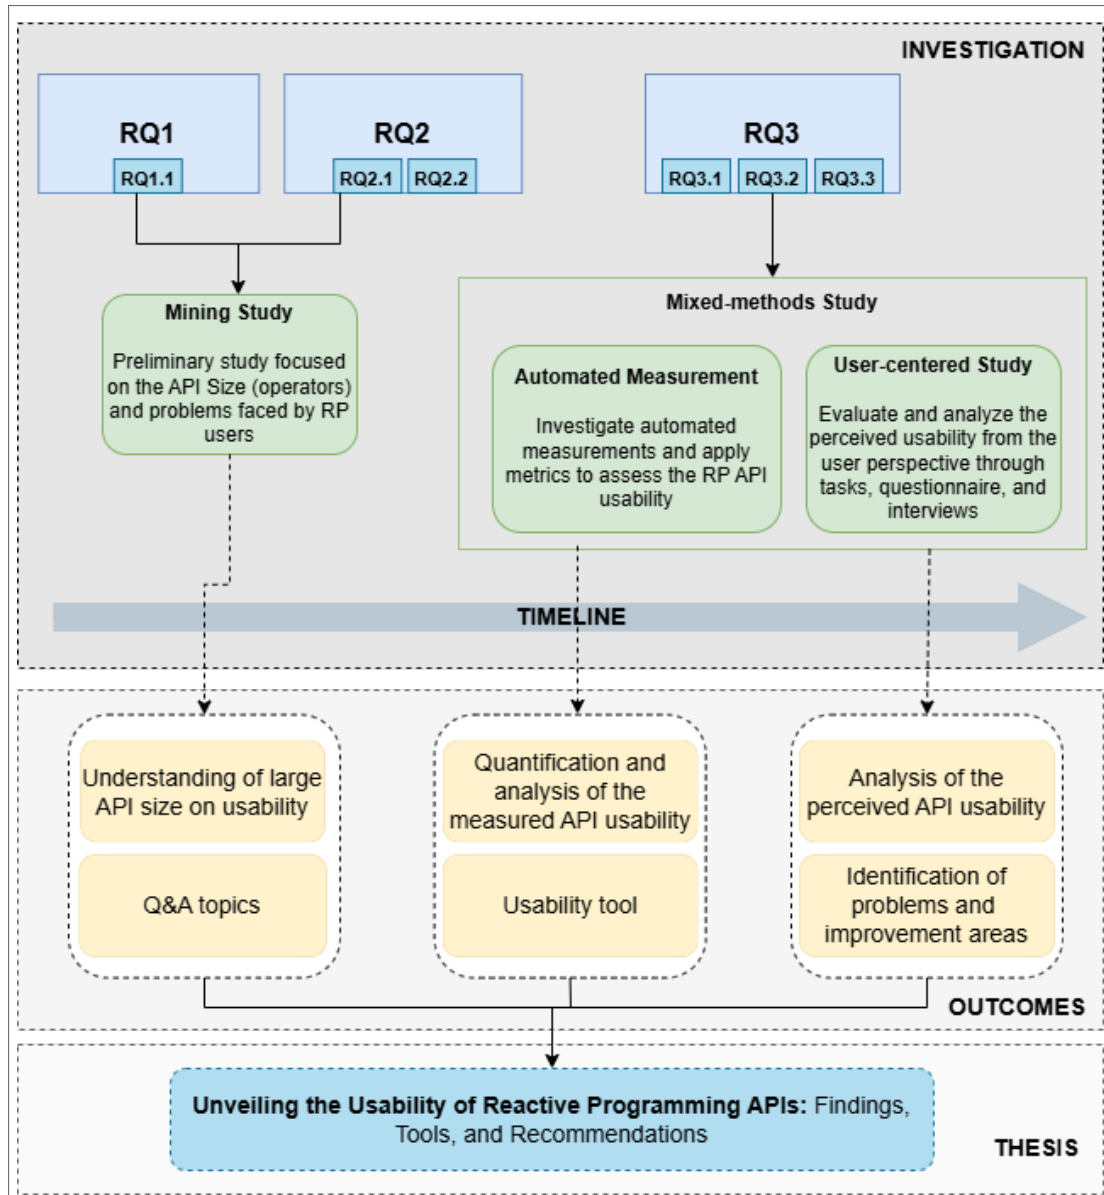 INVESTIGATION
RQ1
RQ1.1
RQ2
RQ2.1
RQ2.2
RQ3
RQ3.1
RQ3.2
RQ3.3
Mining Study
Preliminary study focused
on the API Size (operators)
and problems faced by RP
users
Mixed-methods Study
Automated Measurement
Investigate automated
measurements and apply
metrics to assess the RP API
usability
User-centered Study
Evaluate and analyze the
perceived usability from the
user perspective through
tasks, questionnaire, and
interviews
TIMELINE
Understanding of large
API size on usability
Q&A topics
Quantification and
analysis of the
measured API usability
Usability tool
Analysis of the
perceived API usability
Identification of
problems and
improvement areas
OUTCOMES
Unveiling the Usability of Reactive Programming APIs: Findings,
Tools, and Recommendations
THESIS